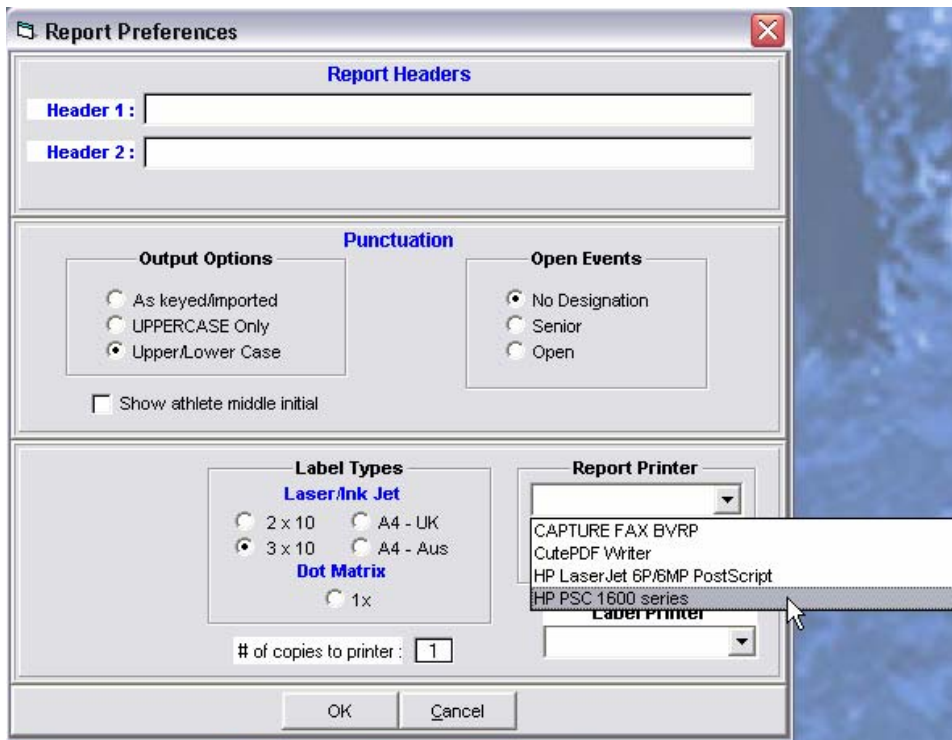 Report Preferences
Report Headers
Header 1 :
Header 2 :
Punctuation
Output Options
As keyed/imported
UPPERCASE Only
Upper/Lower Case
Show athlete middle initial
Open Events
No Designation
Senior
Open
Label Types
Laser/Ink Jet
2 x 10 A4 - UK
3 x 10 A4 - Aus
Dot Matrix
1x
# of copies to printer : 1
Report Printer
CAPTURE FAX BVRP
CutePDF Writer
HP LaserJet 6P/6MP PostScript
HP PSC 1600 series
Label Printer
OK Cancel